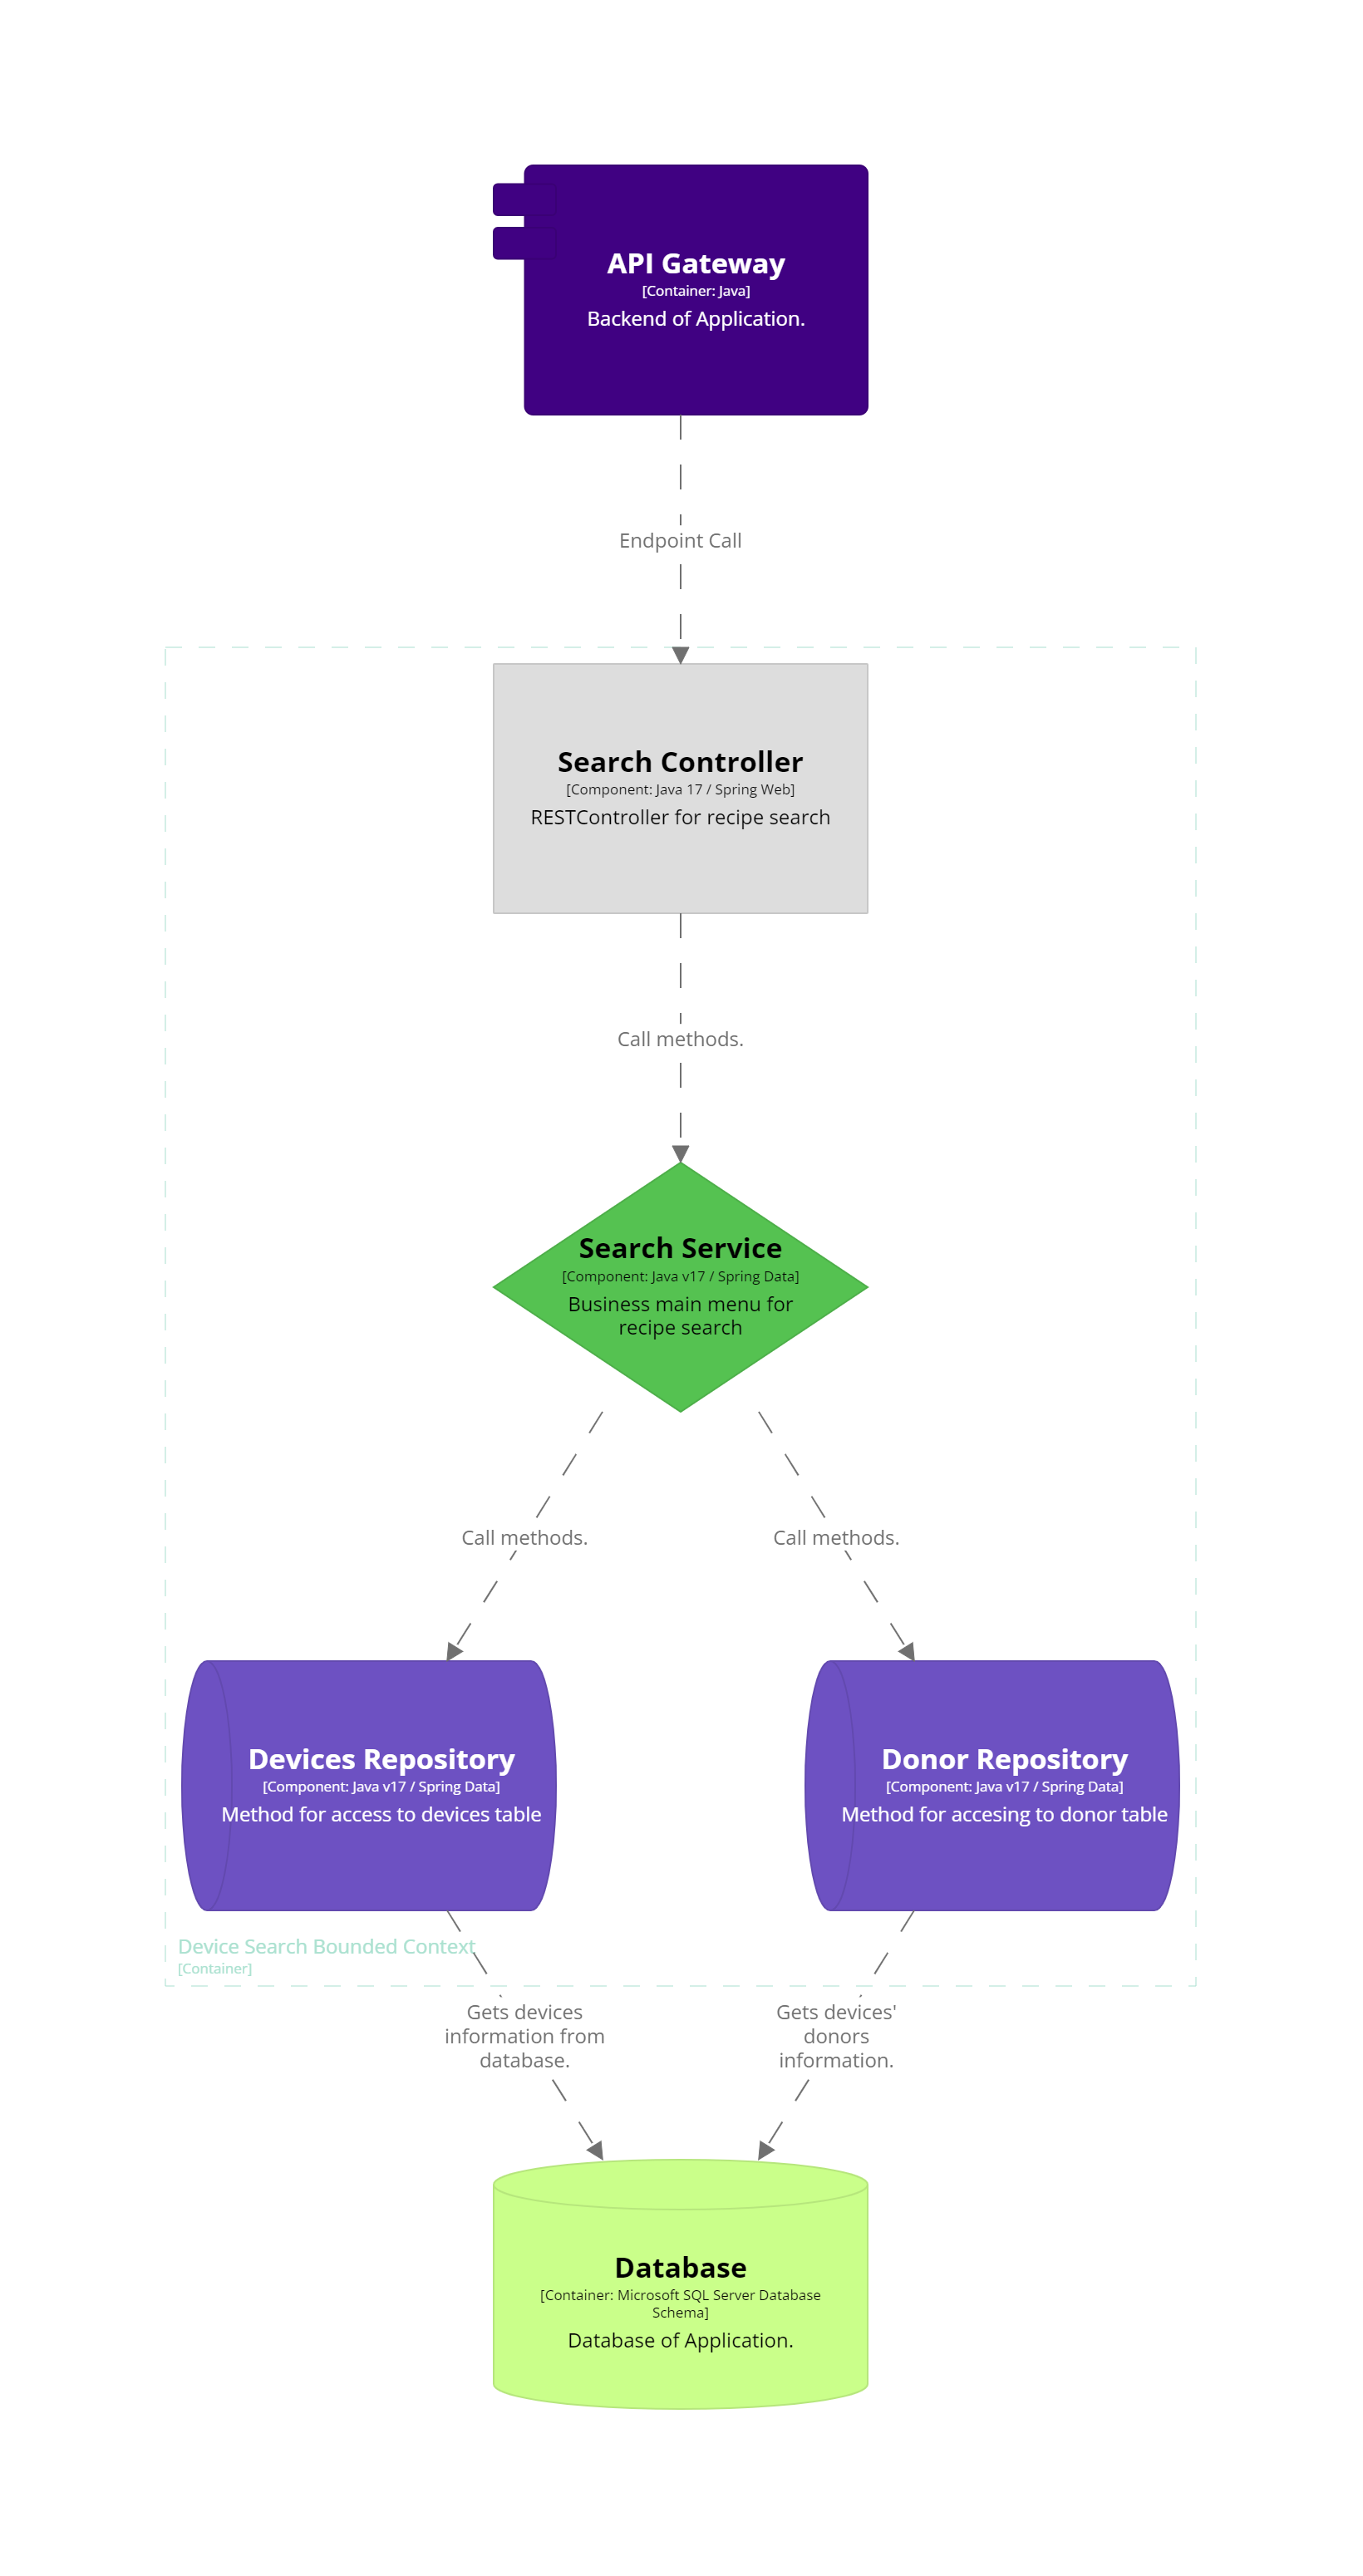 API Gateway
[Container: Java]
Backend of Application.
Endpoint Call
Search Controller
[Component: Java 17 / Spring Web]
RESTController for recipe search
Call methods.
Search Service
[Component: Java v17 / Spring Data]
Business main menu for
recipe search
Call methods.
Call methods.
Devices Repository
[Component: Java v17 / Spring Data]
Method for access to devices table
Donor Repository
[Component: Java v17 / Spring Data]
Method for accesing to donor table
Device Search Bounded Context
[Container]
Gets devices
information from
database.
Gets devices'
donors
information.
Database
[Container: Microsoft SQL Server Database
Schema]
Database of Application.